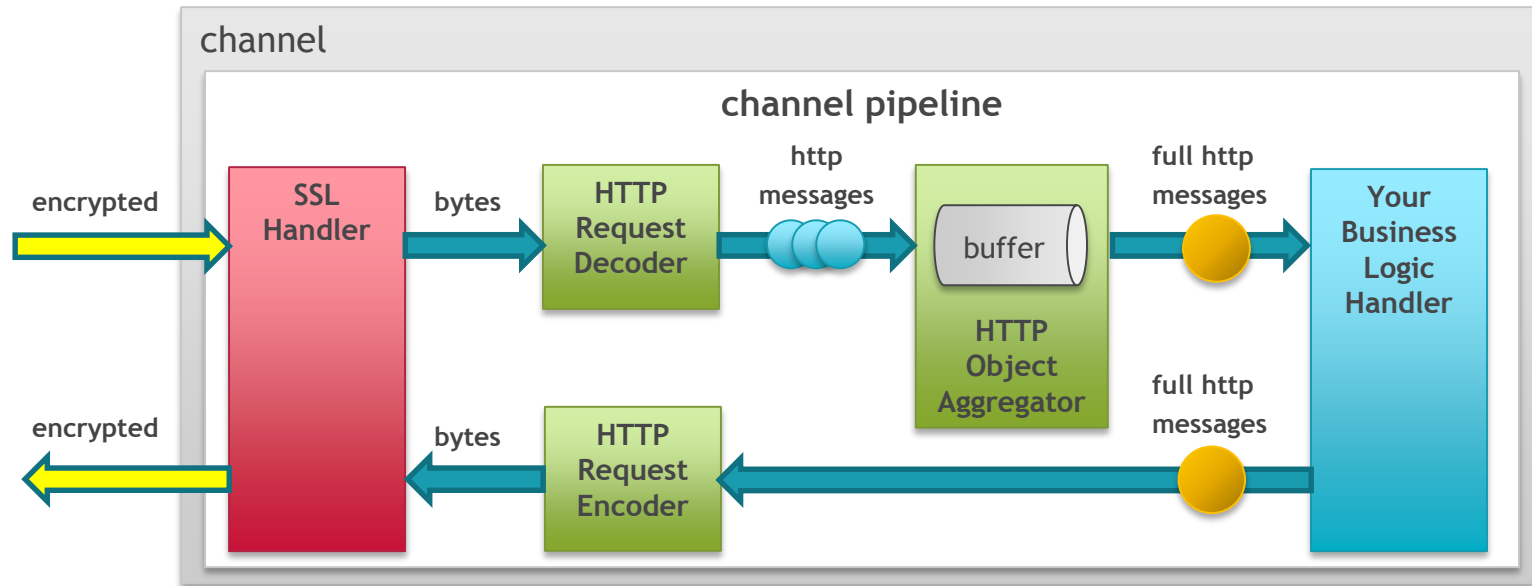 channel
channel pipeline
encrypted
SSL
Handler
bytes
HTTP
Request
Decoder
http
messages
buffer
HTTP
Object
Aggregator
full http
messages
Your
Business
Logic
Handler
full http
messages
HTTP
Request
Encoder
bytes
encrypted